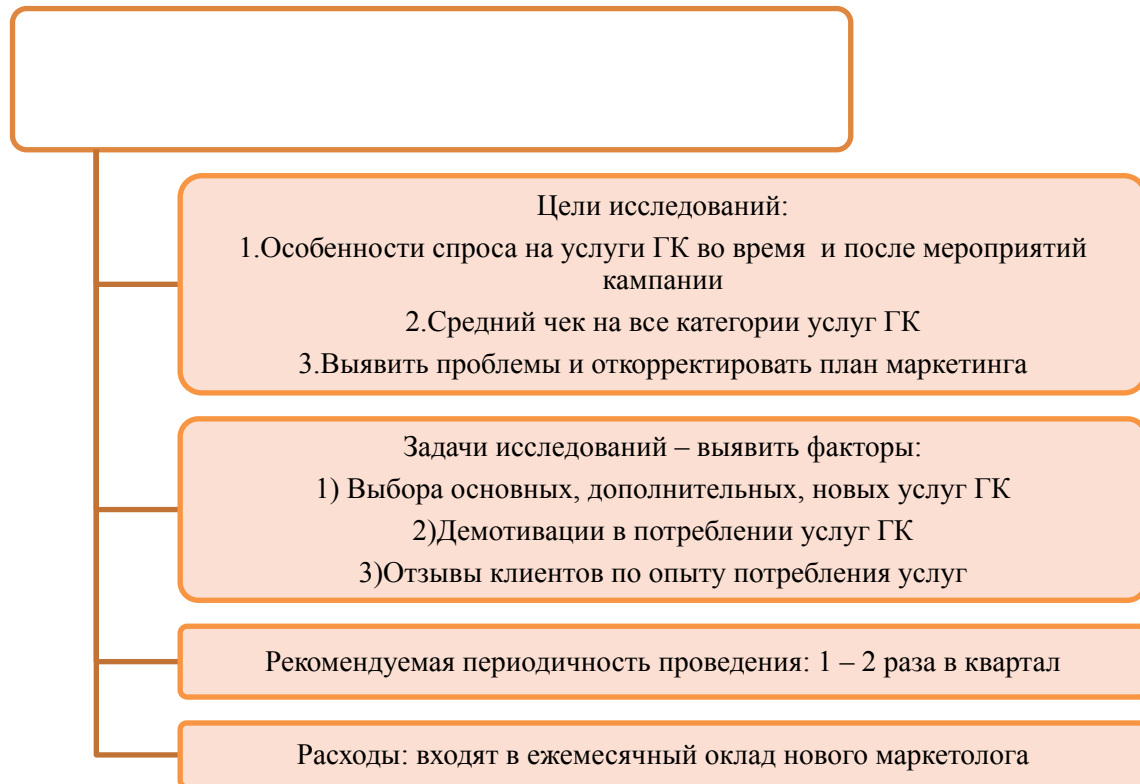 Цели исследований:
1.Особенности спроса на услуги ГК во время  и после мероприятий
кампании
2.Средний чек на все категории услуг ГК
3.Выявить проблемы и откорректировать план маркетинга
Задачи исследований – выявить факторы:
1) Выбора основных, дополнительных, новых услуг ГК
2)Демотивации в потреблении услуг ГК
3)Отзывы клиентов по опыту потребления услуг
Рекомендуемая периодичность проведения: 1 – 2 раза в квартал
Расходы: входят в ежемесячный оклад нового маркетолога